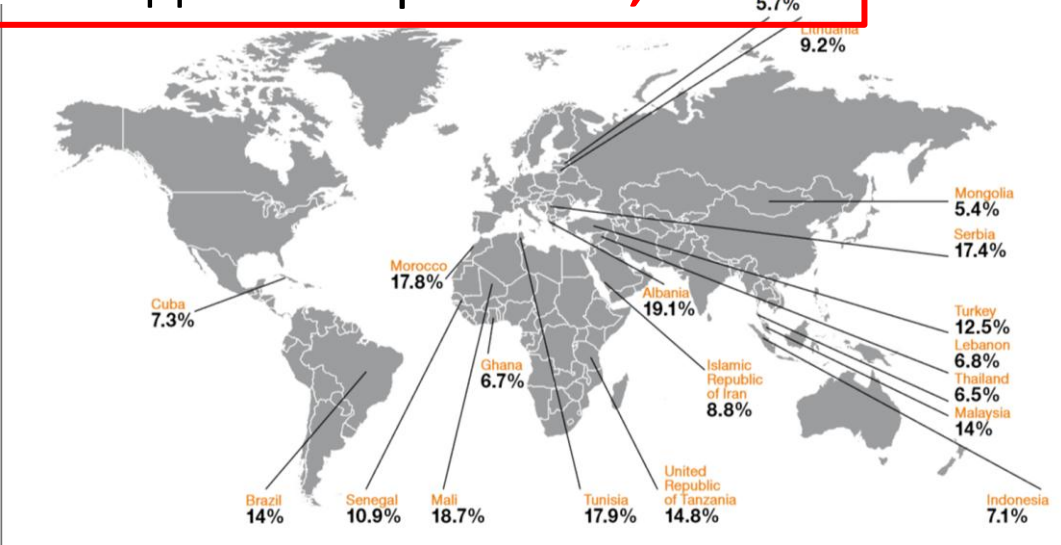 5.7%
Lithuania
9.2%
Mongolia
5.4%
Serbia
17.4%
Morocco
17.8%
Albania
19.1%
Cuba
7.3%
Turkey
12.5%
Lebanon
6.8%
Ghana
6.7%
Islamic
Republic
of Iran
8.8%
Thailand
6.5%
Malaysia
14%
Brazil
14%
Senegal
10.9%
Mali
18.7%
Tunisia
17.9%
United
Republic
of Tanzania
14.8%
Indonesia
7.1%